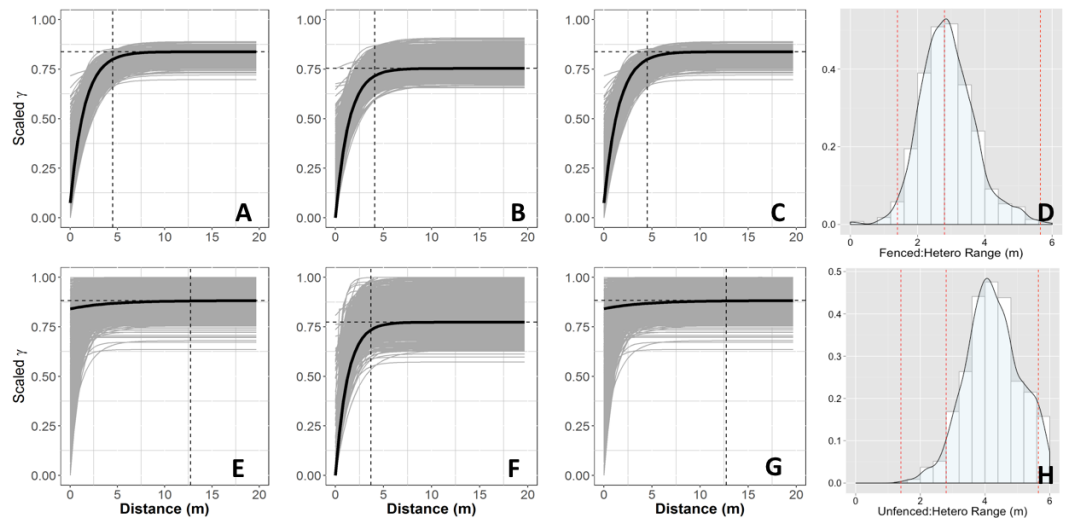 Scaled γ
1.00
0.75
0.50
0.25
0.00
0 5 10 15 20
A
1.00
0.75
0.50
0.25
0.00
0 5 10 15 20
B
1.00
0.75
0.50
0.25
0.00
0 5 10 15 20
C
0.4
0.2
0.0
0 2 4 6
D
Fenced:Hetero Range (m)
Scaled γ
1.00
0.75
0.50
0.25
0.00
0 5 10 15 20
Distance (m)
E
1.00
0.75
0.50
0.25
0.00
0 5 10 15 20
Distance (m)
F
1.00
0.75
0.50
0.25
0.00
0 5 10 15 20
Distance (m)
G
0.5
0.4
0.3
0.2
0.1
0.0
0 2 4 6
H
Unfenced:Hetero Range (m)